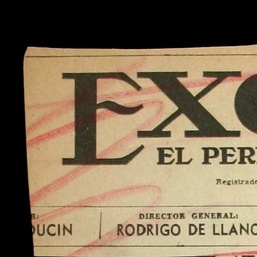 EXC
EL PER
Registrado
R: DIRECTOR GENERAL:
DUCIN RODRIGO DE LLANO